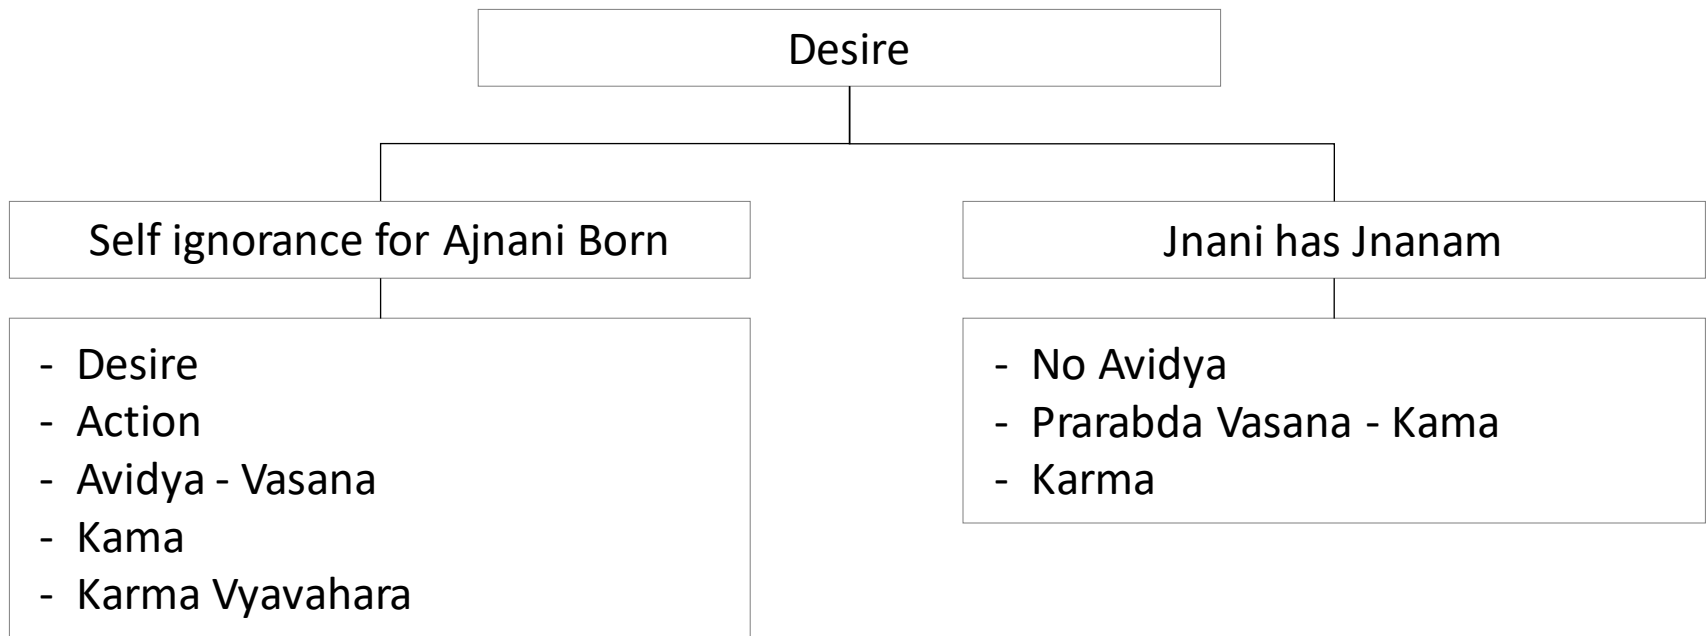 Desire
Self ignorance for Ajnani Born
- Desire
- Action
- Avidya - Vasana
- Kama
- Karma Vyavahara
Jnani has Jnanam
- No Avidya
- Prarabda Vasana - Kama
- Karma